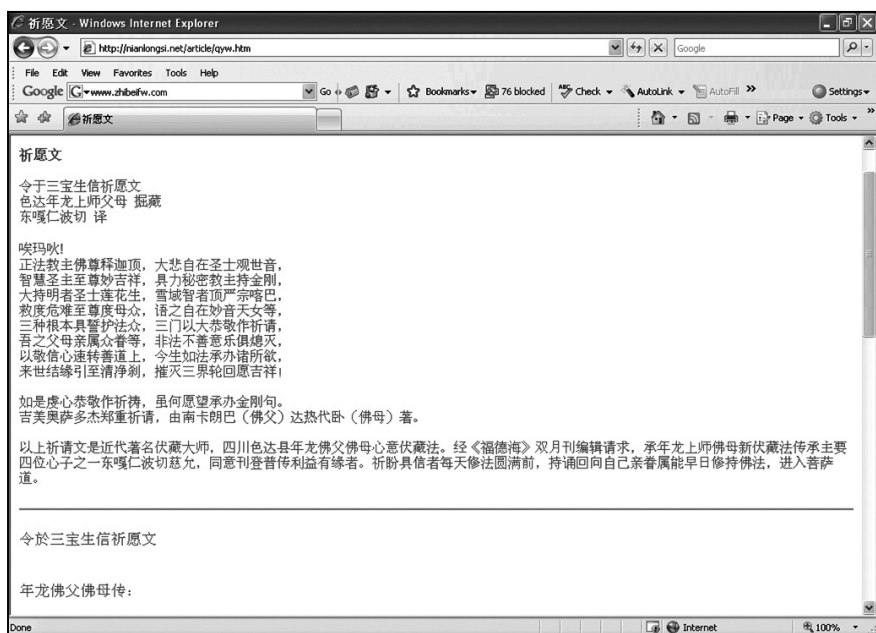 祈愿文 - Windows Internet Explorer
http://nianlongsi.net/article/qyw.htm
Google
File Edit View Favorites Tools Help
Google G www.zhibeifw.com Go Bookmarks 76 blocked ABC Check AutoLink AutoFill Settings
祈愿文 Page Tools
祈愿文
令于三宝生信祈愿文
色达年龙上师父母 掘藏
东嘎仁波切 译
唉玛吙!
正法教主佛尊释迦顶，大悲自在圣士观世音，
智慧圣主至尊妙吉祥，具力秘密教主持金刚，
大持明者圣士莲花生，雪域智者顶严宗喀巴，
救度危难至尊度母众，语之自在妙音天女等，
三种根本具誓护法众，三门以大恭敬作祈请，
吾之父母亲属众眷等，非法不善意乐俱熄灭，
以敬信心速转善道上，今生如法承办诸所欲，
来世结缘引至清净刹，摧灭三界轮回愿吉祥!
如是虔心恭敬作祈祷，虽何愿望承办金刚句。
吉美奥萨多杰郑重祈请，由南卡朗巴（佛父）达热代卧（佛母）著。
以上祈请文是近代著名伏藏大师，四川色达县年龙佛父佛母心意伏藏法。经《福德海》双月刊编辑请求，承年龙上师佛母新伏藏法传承主要
四位心子之一东嘎仁波切慈允，同意刊登普传利益有缘者。祈盼具信者每天修法圆满前，持诵回向自己亲眷属能早日修持佛法，进入菩萨
道。
令於三宝生信祈愿文
年龙佛父佛母传：
Done Internet 100%